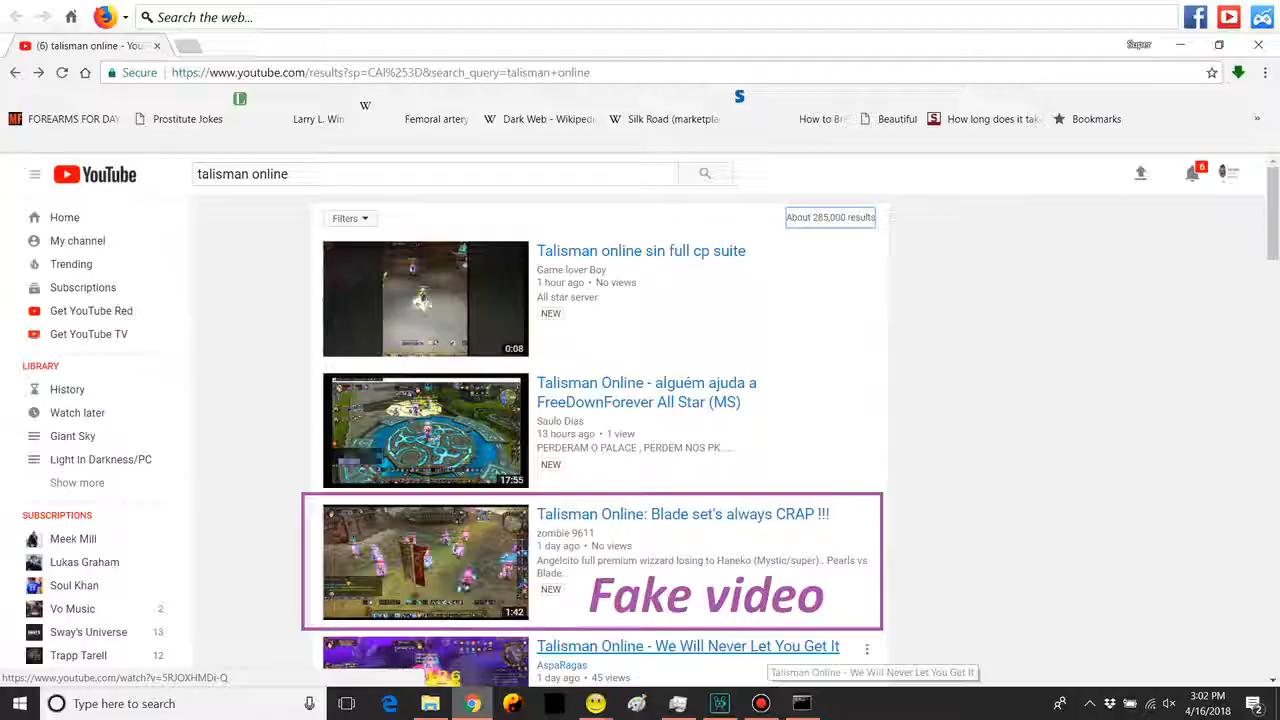 Search the web...
(6) talisman online - You
Super
Secure
https://www.youtube.com/results?sp=CAI%253D&search_query=talisman+online
FOREARMS FOR DAY
Prostitute Jokes
Larry L. Win
Femoral artery
Dark Web - Wikipedi
Silk Road (marketpla
How to Br
Beautiful
How long does it tak
Bookmarks
YouTube
talisman online
6
Filters
About 285,000 results
Home
My channel
Trending
Subscriptions
Get YouTube Red
Get YouTube TV
LIBRARY
History
Watch later
Giant Sky
Light In Darkness/PC
Show more
SUBSCRIPTIONS
Meek Mill
Lukas Graham
Soul Khan
Vo Music 2
Sway's Universe 13
Trapp Tarell 12
Talisman online sin full cp suite
Game lover Boy
1 hour ago • No views
All star server
NEW
0:08
Talisman Online - alguém ajuda a
FreeDownForever All Star (MS)
Saulo Dias
13 hours ago • 1 view
PERDERAM O PALACE , PERDEM NOS PK......
NEW
17:55
Talisman Online: Blade set's always CRAP !!!
zombie 9611
1 day ago • No views
Angelcito full premium wizzard losing to Haneko (Mystic/super).. Pearls vs
Blade
NEW
1:42
Fake video
Talisman Online - We Will Never Let You Get It
AspaRagas
1 day ago • 45 views
Talisman Online - We Will Never Let You Get It
Type here to search
3:02 PM
4/16/2018